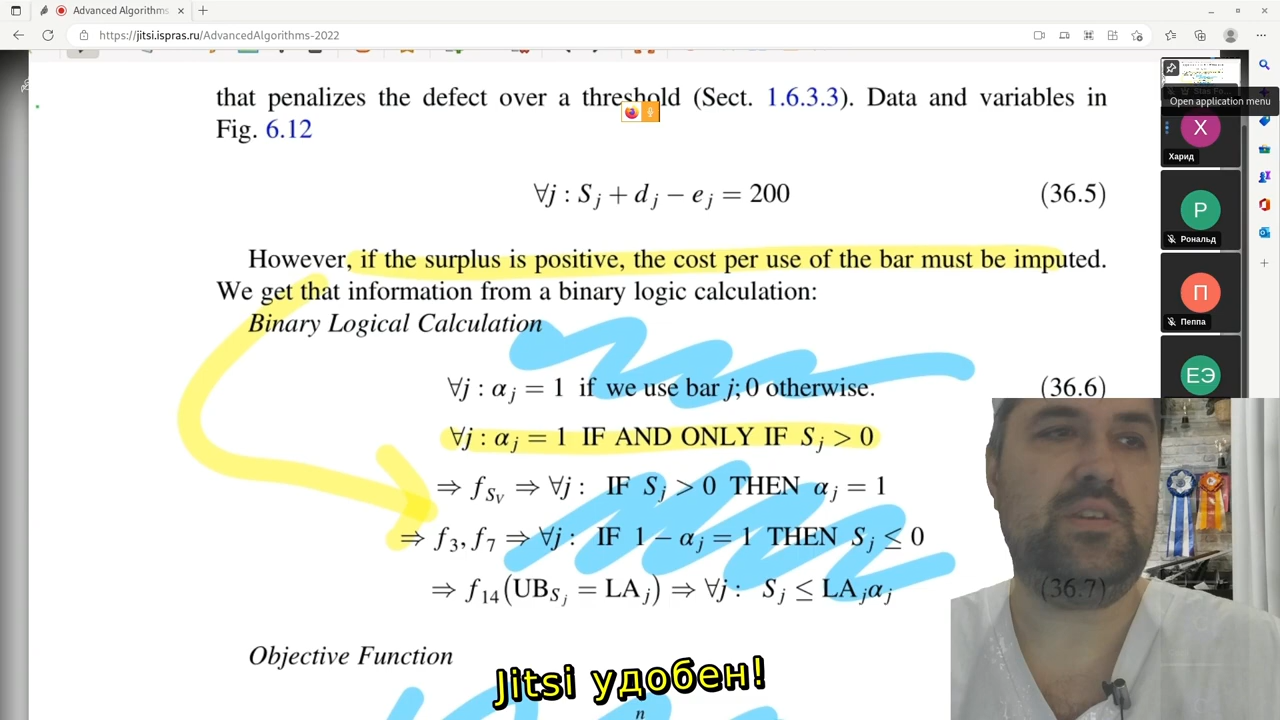 Advanced Algorithms
https://jitsi.ispras.ru/AdvancedAlgorithms-2022
that penalizes the defect over a threshold (Sect. 1.6.3.3). Data and variables in
Fig. 6.12
∀j : S_j + d_j − e_j = 200 (36.5)
However, if the surplus is positive, the cost per use of the bar must be imputed.
We get that information from a binary logic calculation:
Binary Logical Calculation
∀j : α_j = 1 if we use bar j; 0 otherwise. (36.6)
∀j : α_j = 1 IF AND ONLY IF S_j > 0
⇒ f_{S_V} ⇒ ∀j : IF S_j > 0 THEN α_j = 1
⇒ f_3, f_7 ⇒ ∀j : IF 1 − α_j = 1 THEN S_j ≤ 0
⇒ f_14(UB_{S_j} = LA_j) ⇒ ∀j : S_j ≤ LA_jα_j (36.7)
Objective Function
n
Jitsi удобен!
Open application menu
X
Харид
Р
Рональд
П
Пеппа
ЕЭ